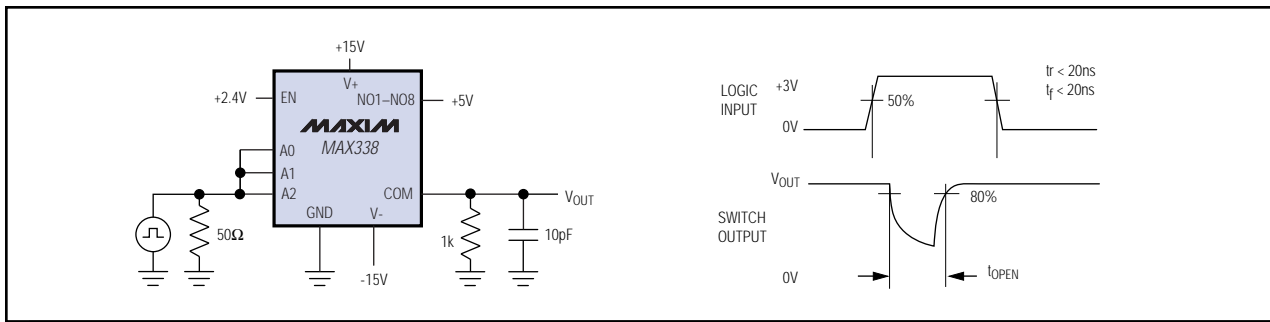 +15V
V+
+2.4V
EN
NO1–NO8
+5V
MAXIM
MAX338
A0
A1
A2
COM
VOUT
GND
V-
50Ω
1k
10pF
-15V
LOGIC
INPUT
+3V
50%
0V
tr < 20ns
tf < 20ns
VOUT
80%
SWITCH
OUTPUT
0V
tOPEN